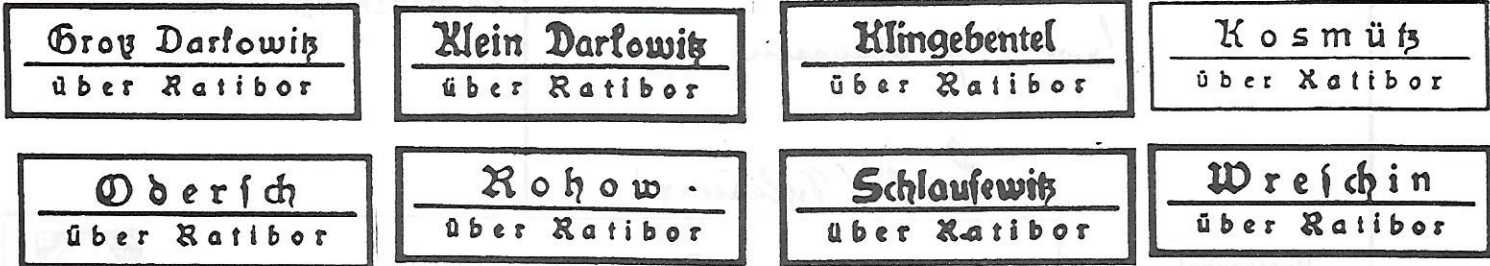 Groß Darkowitz
über Ratibor
Klein Darkowitz
über Ratibor
Klingebentel
über Ratibor
Kosmütz
über Ratibor
Odersch
über Ratibor
Rohow
über Ratibor
Schlausewitz
über Ratibor
Wreschin
über Ratibor